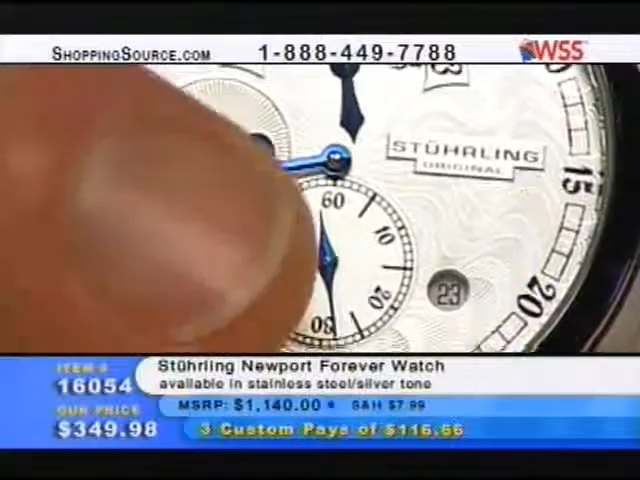 SHOPPINGSOURCE.COM 1-888-449-7788 WSS
STÜHRLING
ORIGINAL
15
60
10
20
30
23
20
ITEM #
16054
OUR PRICE
$349.98
Stührling Newport Forever Watch
available in stainless steel/silver tone
MSRP: $1,140.00 * S&H $7.99
3 Custom Pays of $116.66